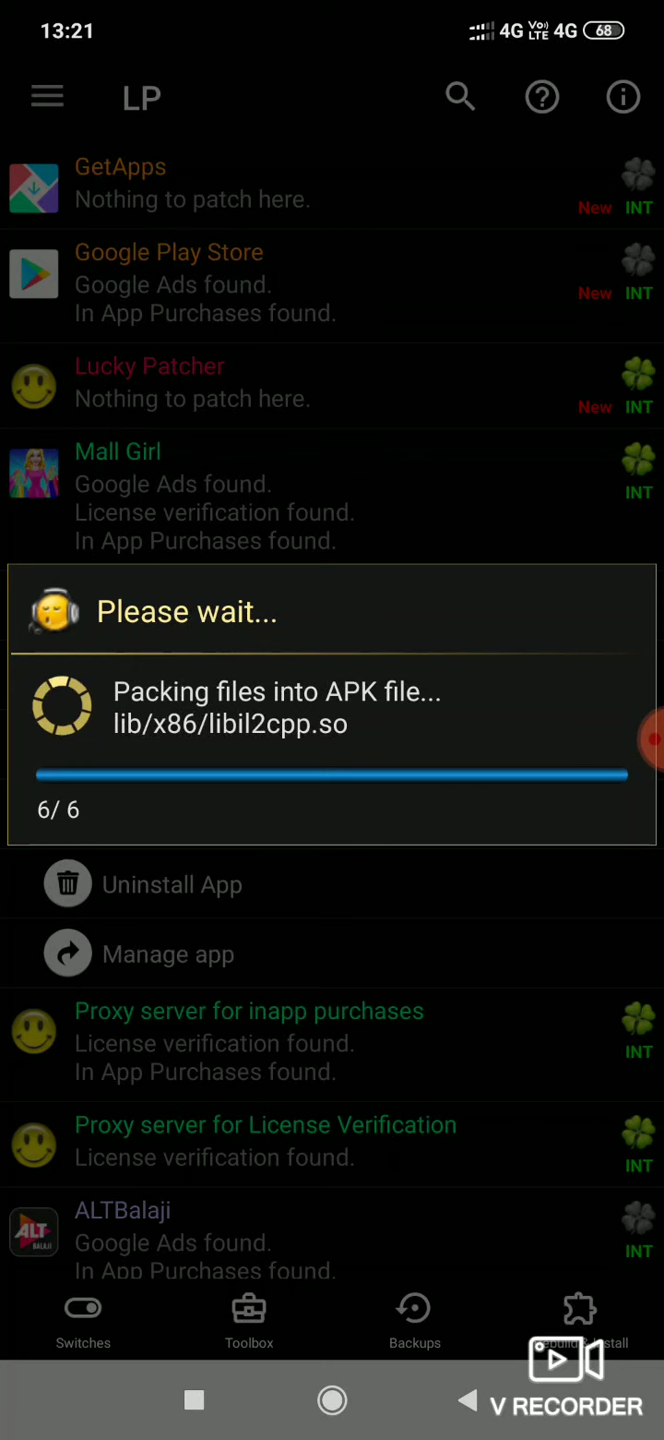 13:21
4G Vo)) LTE 4G 68
LP
GetApps
Nothing to patch here.
New INT
Google Play Store
Google Ads found.
In App Purchases found.
New INT
Lucky Patcher
Nothing to patch here.
New INT
Mall Girl
Google Ads found.
License verification found.
In App Purchases found.
INT
Please wait...
Packing files into APK file...
lib/x86/libil2cpp.so
6/ 6
Uninstall App
Manage app
Proxy server for inapp purchases
License verification found.
In App Purchases found.
INT
Proxy server for License Verification
License verification found.
INT
ALT BALAJI
ALTBalaji
Google Ads found.
In App Purchases found.
INT
Switches
Toolbox
Backups
V RECORDER